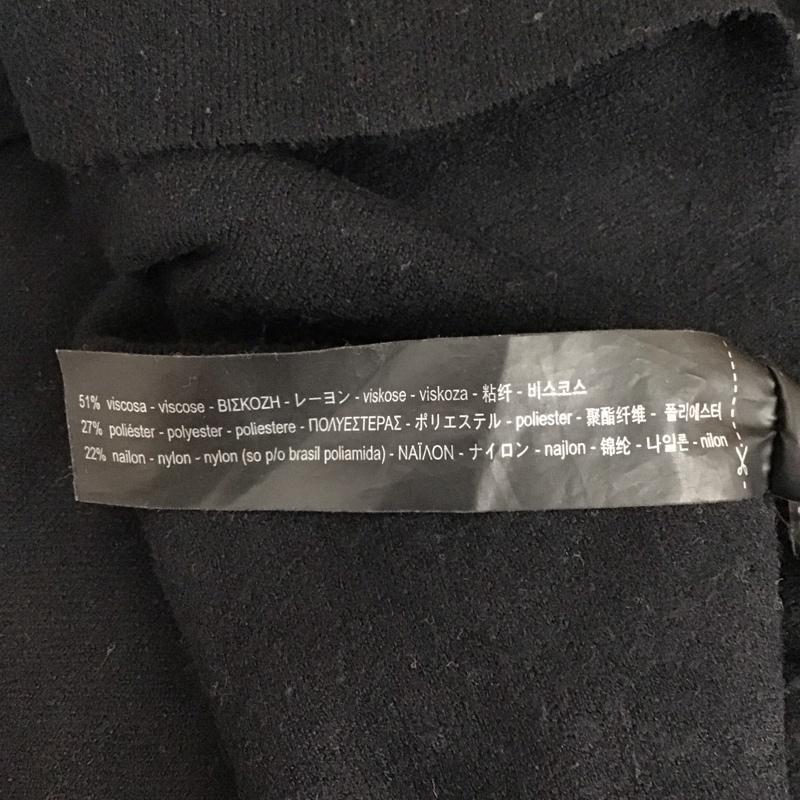 51% viscosa - viscose - ΒΙΣΚΟΖΗ - レーヨン - viskose - viskoza - 粘纤 - 비스코스
27% poliéster - polyester - poliestere - ΠΟΛΥΕΣΤΕΡΑΣ - ポリエステル - poliester - 聚酯纤维 - 폴리에스터
22% naílon - nylon - nylon (so p/o brasil poliamida) - ΝΑΪΛΟΝ - ナイロン - najlon - 锦纶 - 나일론 - nilon